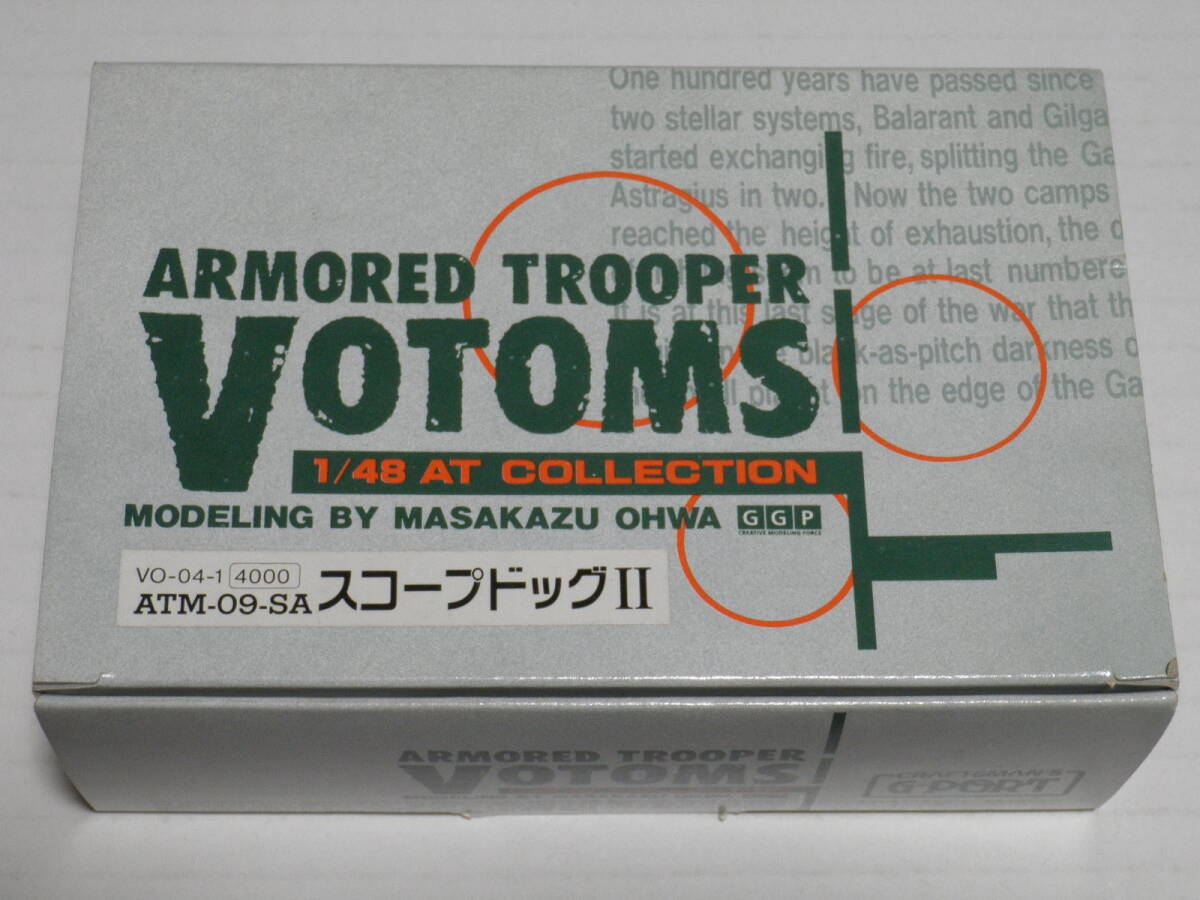 One hundred years have passed since
two stellar systems, Balarant and Gilga
started exchanging fire, splitting the Ga
Astragius in two. Now the two camps
reached the height of exhaustion, the d
to be at last numbere
It is at this last stage of the war that th
black-as-pitch darkness o
on the edge of the Ga
ARMORED TROOPER
VOTOMS
1/48 AT COLLECTION
MODELING BY MASAKAZU OHWA GGP
CREATIVE MODELING FORCE
VO-04-1 4000
ATM-09-SA スコープドッグII
ARMORED TROOPER
VOTOMS
CRAFTSMAN'S
G-PORT